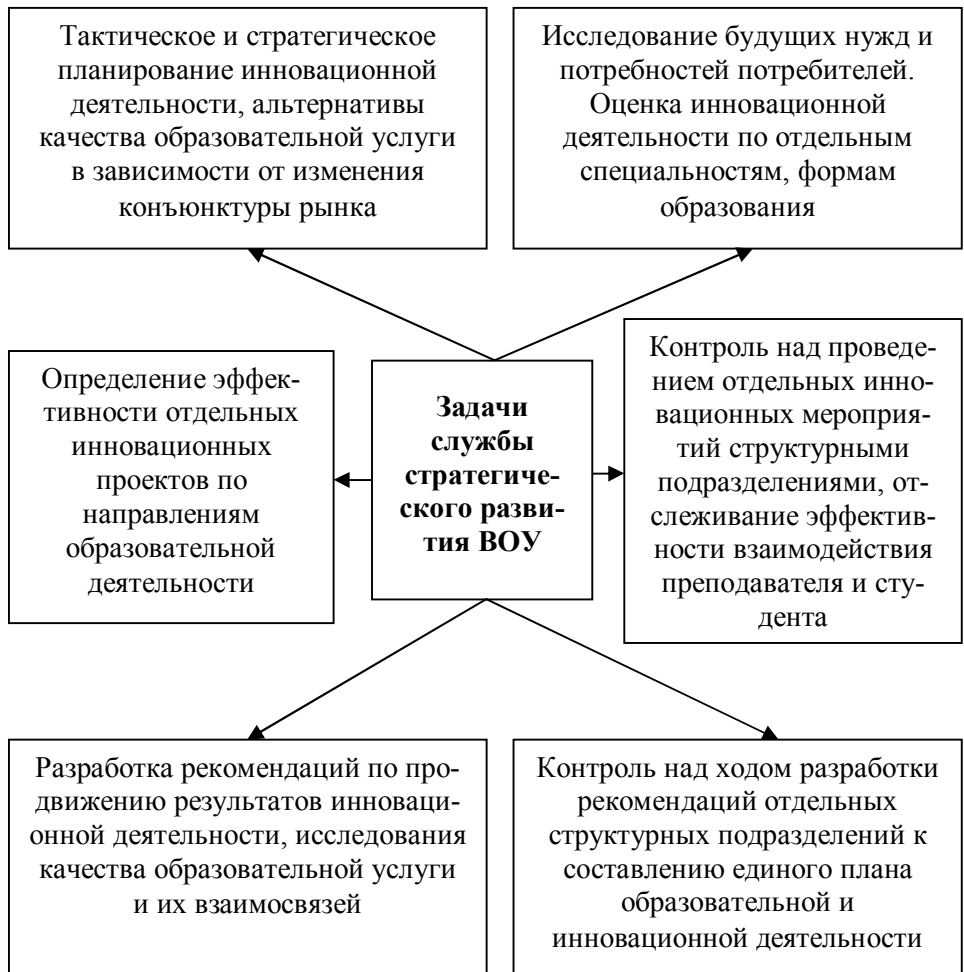 Тактическое и стратегическое
планирование инновационной
деятельности, альтернативы
качества образовательной услуги
в зависимости от изменения
конъюнктуры рынка
Исследование будущих нужд и
потребностей потребителей.
Оценка инновационной
деятельности по отдельным
специальностям, формам
образования
Определение эффек-
тивности отдельных
инновационных
проектов по
направлениям
образовательной
деятельности
Задачи
службы
стратегиче-
ского разви-
тия ВОУ
Контроль над проведе-
нием отдельных инно-
вационных мероприя-
тий структурными
подразделениями, от-
слеживание эффектив-
ности взаимодействия
преподавателя и сту-
дента
Разработка рекомендаций по про-
движению результатов инноваци-
онной деятельности, исследования
качества образовательной услуги
и их взаимосвязей
Контроль над ходом разработки
рекомендаций отдельных
структурных подразделений к
составлению единого плана
образовательной и
инновационной деятельности